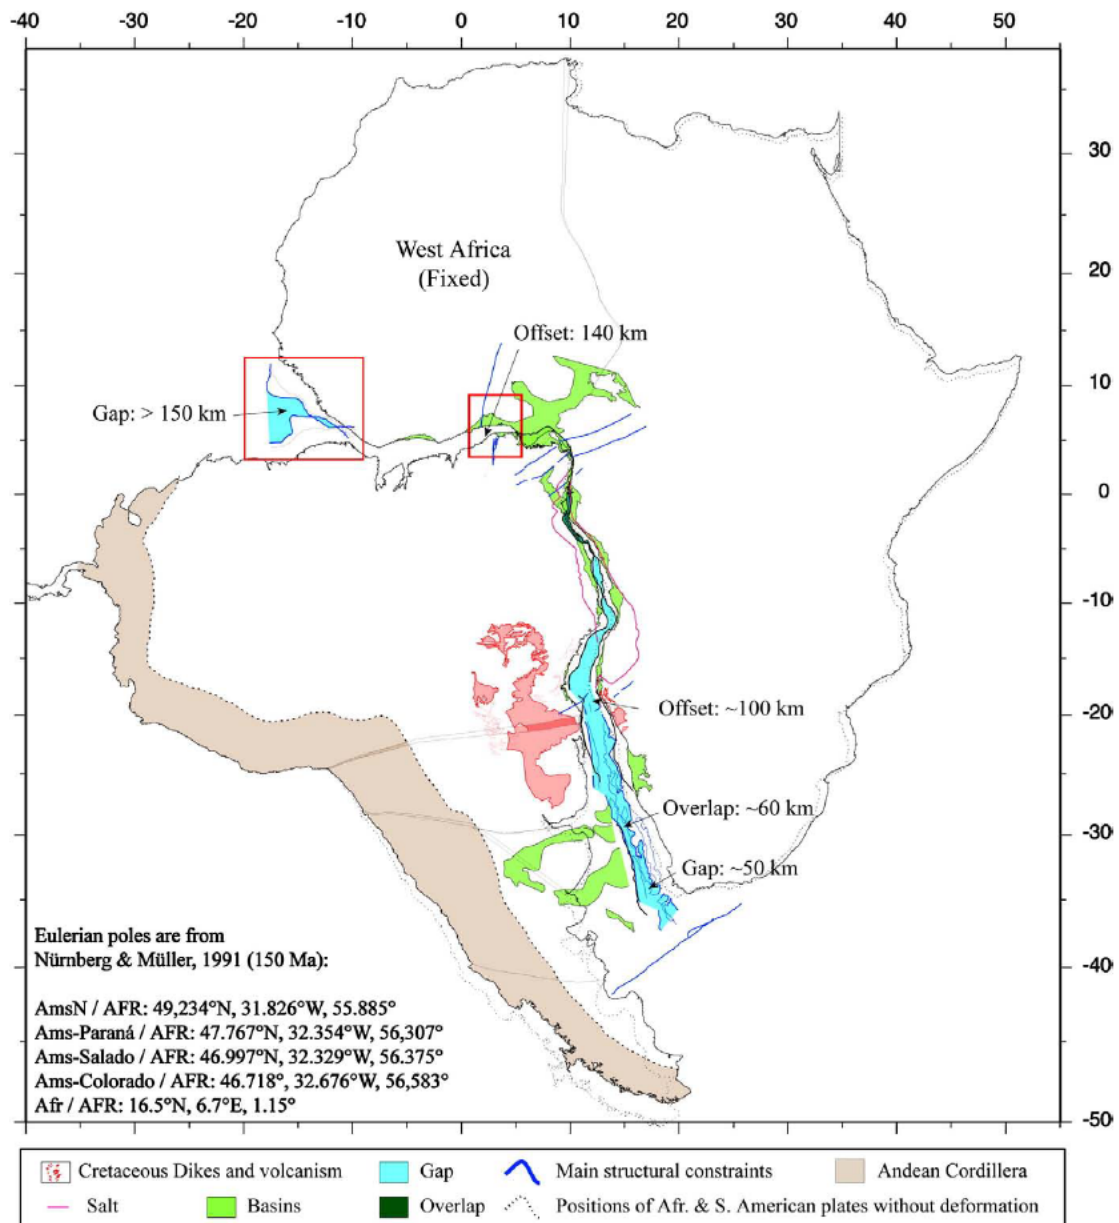 -40 -30 -20 -10 0 10 20 30 40 50
30
West Africa
(Fixed)
20
Offset: 140 km
10
Gap: > 150 km
0
-10
-20
Offset: ~100 km
Overlap: ~60 km
-30
Gap: ~50 km
Eulerian poles are from
Nürnberg & Müller, 1991 (150 Ma):
-40
AmsN / AFR: 49,234°N, 31.826°W, 55.885°
Ams-Paraná / AFR: 47.767°N, 32.354°W, 56,307°
Ams-Salado / AFR: 46.997°N, 32.329°W, 56.375°
Ams-Colorado / AFR: 46.718°, 32.676°W, 56,583°
Afr / AFR: 16.5°N, 6.7°E, 1.15°
-50
Cretaceous Dikes and volcanism Gap Main structural constraints Andean Cordillera
Salt Basins Overlap Positions of Afr. & S. American plates without deformation